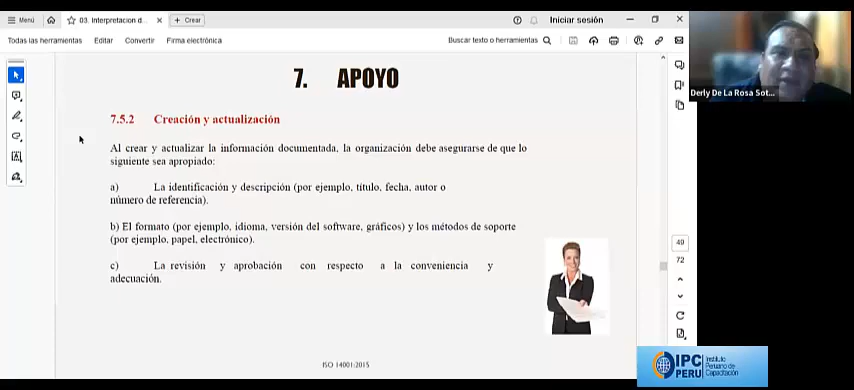 Menú
03. Interpretacion d...
+ Crear
Iniciar sesión
Todas las herramientas
Editar
Convertir
Firma electrónica
Buscar texto o herramientas
Derly De La Rosa Sot...
7. APOYO
7.5.2 Creación y actualización
Al crear y actualizar la información documentada, la organización debe asegurarse de que lo
siguiente sea apropiado:
a) La identificación y descripción (por ejemplo, título, fecha, autor o
número de referencia).
b) El formato (por ejemplo, idioma, versión del software, gráficos) y los métodos de soporte
(por ejemplo, papel, electrónico).
c) La revisión y aprobación con respecto a la conveniencia y
adecuación.
49
72
ISO 14001:2015
IPC
PERU
Instituto
Peruano de
Capacitación